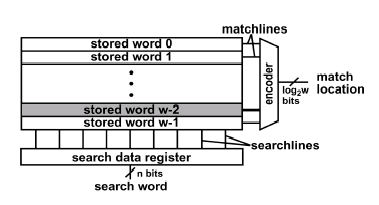 matchlines
stored word 0
stored word 1
stored word w-2
stored word w-1
encoder
log₂w
bits
match
location
searchlines
search data register
n bits
search word